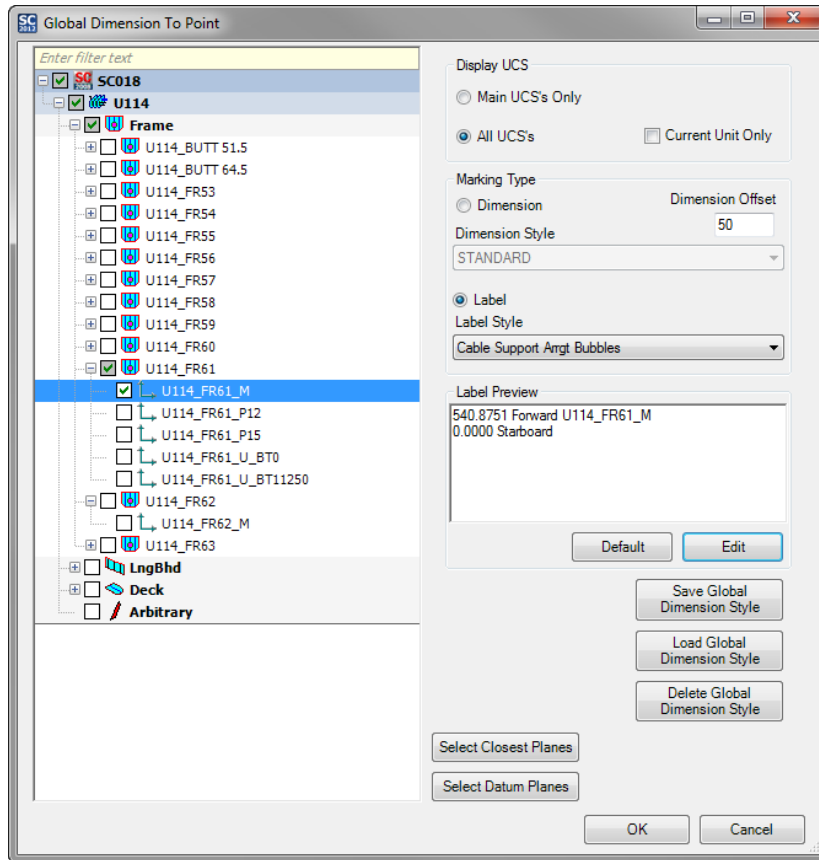 SC
2012
Global Dimension To Point
Enter filter text
SC018
U114
Frame
U114_BUTT 51.5
U114_BUTT 64.5
U114_FR53
U114_FR54
U114_FR55
U114_FR56
U114_FR57
U114_FR58
U114_FR59
U114_FR60
U114_FR61
U114_FR61_M
U114_FR61_P12
U114_FR61_P15
U114_FR61_U_BT0
U114_FR61_U_BT11250
U114_FR62
U114_FR62_M
U114_FR63
LngBhd
Deck
Arbitrary
Display UCS
Main UCS's Only
All UCS's
Current Unit Only
Marking Type
Dimension
Dimension Offset
50
Dimension Style
STANDARD
Label
Label Style
Cable Support Arrgt Bubbles
Label Preview
540.8751 Forward U114_FR61_M
0.0000 Starboard
Default
Edit
Save Global
Dimension Style
Load Global
Dimension Style
Delete Global
Dimension Style
Select Closest Planes
Select Datum Planes
OK
Cancel